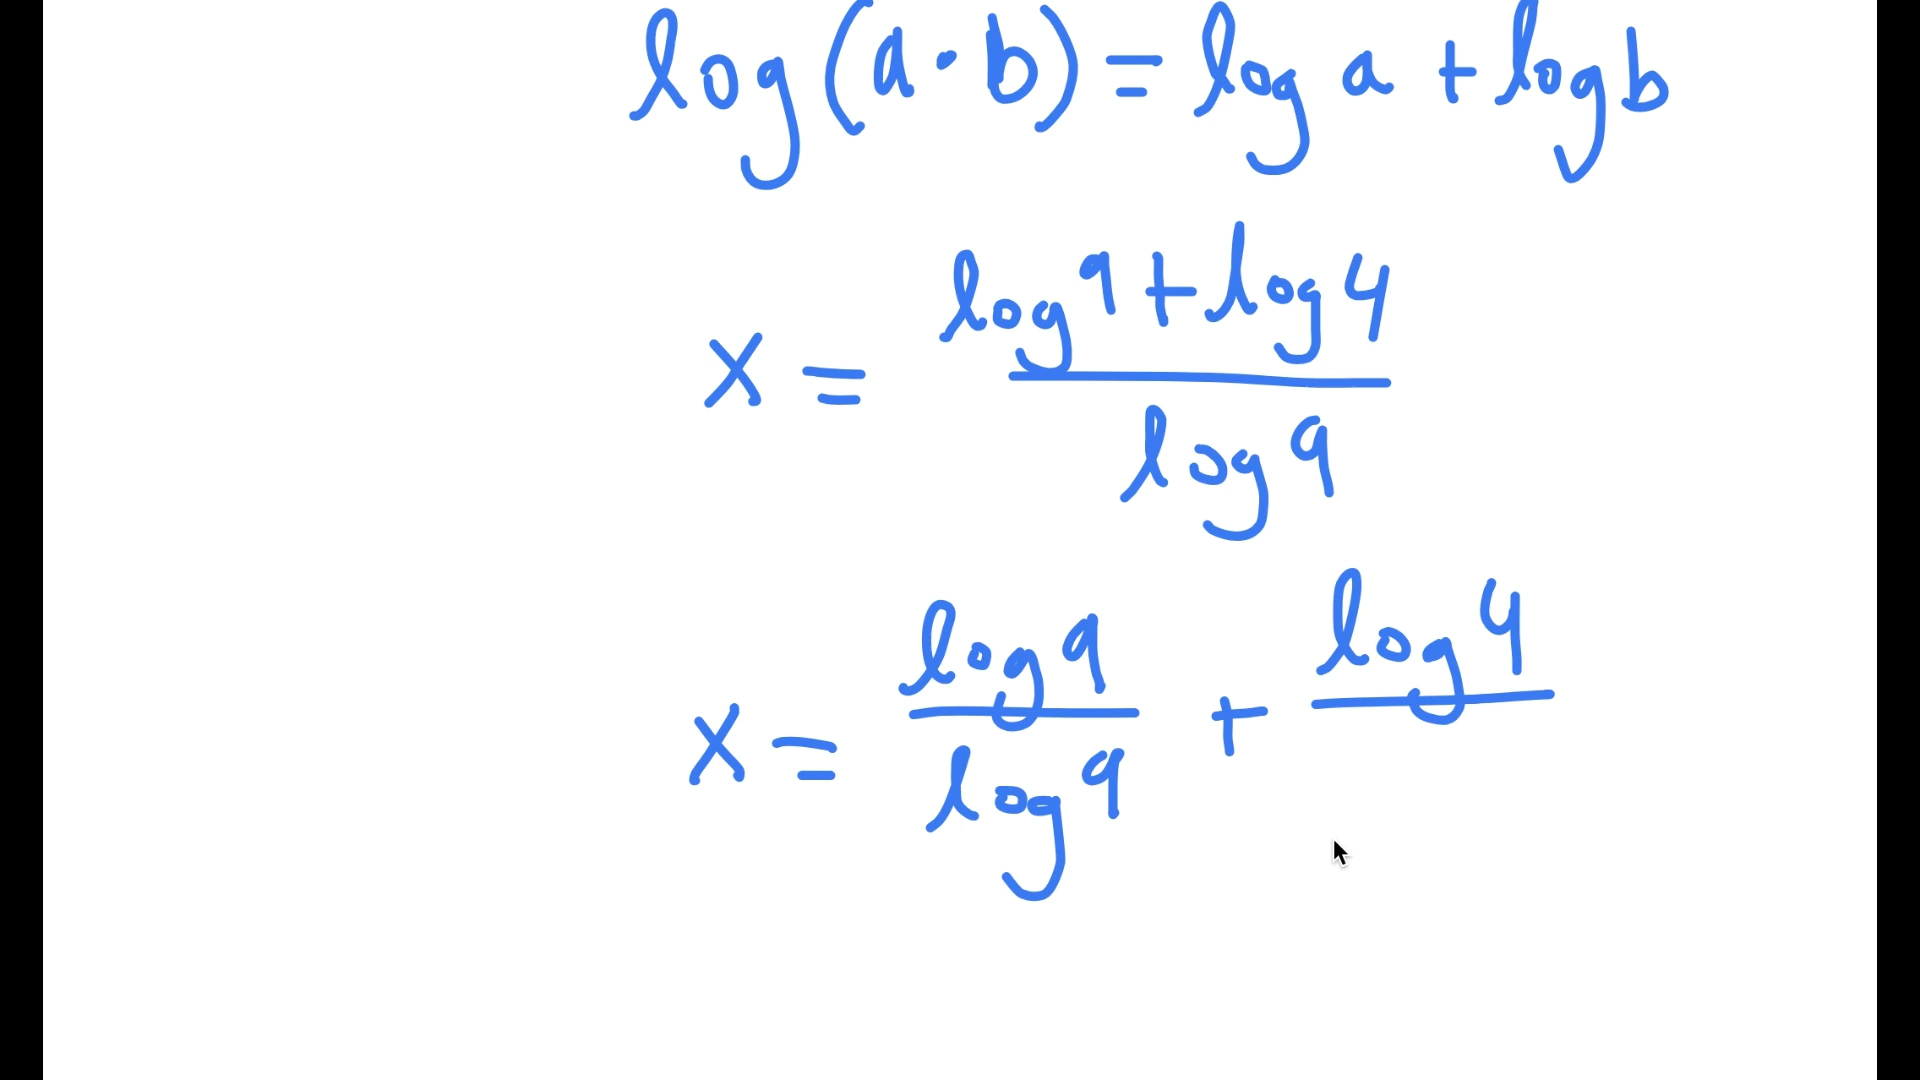 log(a·b) = log a + log b
x = (log 9 + log 4) / log 9
x = log 9 / log 9 + log 4 /